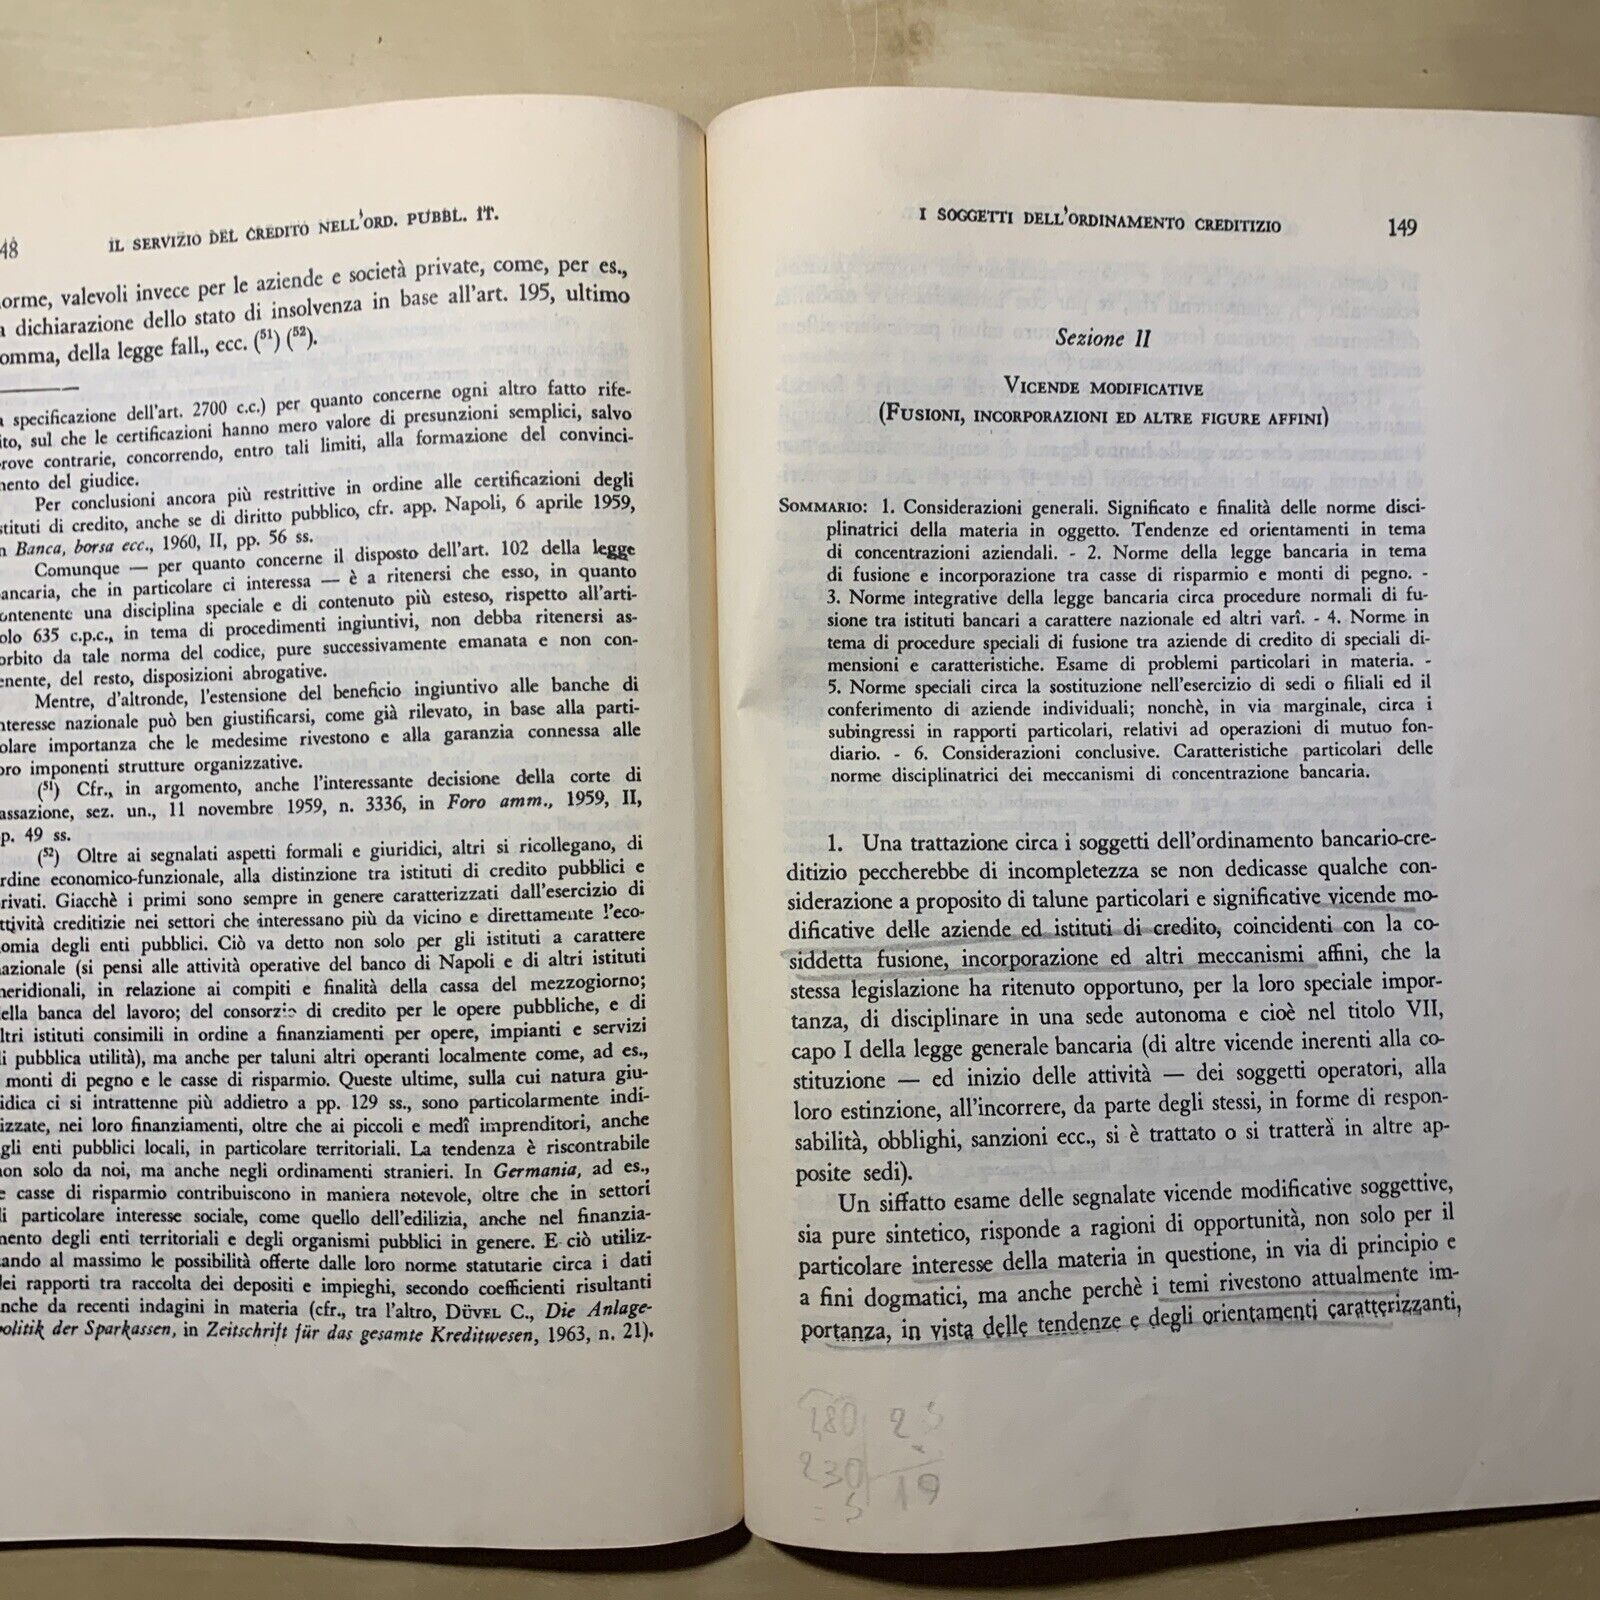 48 IL SERVIZIO DEL CREDITO NELL'ORD. PUBBL. IT.
orme, valevoli invece per le aziende e società private, come, per es.,
a dichiarazione dello stato di insolvenza in base all'art. 195, ultimo
omma, della legge fall., ecc. (51) (52).
a specificazione dell'art. 2700 c.c.) per quanto concerne ogni altro fatto rife-
ito, sul che le certificazioni hanno mero valore di presunzioni semplici, salvo
rove contrarie, concorrendo, entro tali limiti, alla formazione del convinci-
mento del giudice.
Per conclusioni ancora più restrittive in ordine alle certificazioni degli
stituti di credito, anche se di diritto pubblico, cfr. app. Napoli, 6 aprile 1959,
n Banca, borsa ecc., 1960, II, pp. 56 ss.
Comunque — per quanto concerne il disposto dell'art. 102 della legge
ancaria, che in particolare ci interessa — è a ritenersi che esso, in quanto
ontenente una disciplina speciale e di contenuto più esteso, rispetto all'arti-
olo 635 c.p.c., in tema di procedimenti ingiuntivi, non debba ritenersi as-
orbito da tale norma del codice, pure successivamente emanata e non con-
enente, del resto, disposizioni abrogative.
Mentre, d'altronde, l'estensione del beneficio ingiuntivo alle banche di
nteresse nazionale può ben giustificarsi, come già rilevato, in base alla parti-
olare importanza che le medesime rivestono e alla garanzia connessa alle
oro imponenti strutture organizzative.
(51) Cfr., in argomento, anche l'interessante decisione della corte di
assazione, sez. un., 11 novembre 1959, n. 3336, in Foro amm., 1959, II,
p. 49 ss.
(52) Oltre ai segnalati aspetti formali e giuridici, altri si ricollegano, di
rdine economico-funzionale, alla distinzione tra istituti di credito pubblici e
rivati. Giacchè i primi sono sempre in genere caratterizzati dall'esercizio di
ttività creditizie nei settori che interessano più da vicino e direttamente l'eco-
omia degli enti pubblici. Ciò va detto non solo per gli istituti a carattere
nazionale (si pensi alle attività operative del banco di Napoli e di altri istituti
meridionali, in relazione ai compiti e finalità della cassa del mezzogiorno;
ella banca del lavoro; del consorzio di credito per le opere pubbliche, e di
ltri istituti consimili in ordine a finanziamenti per opere, impianti e servizi
i pubblica utilità), ma anche per taluni altri operanti localmente come, ad es.,
monti di pegno e le casse di risparmio. Queste ultime, sulla cui natura giu-
idica ci si intrattenne più addietro a pp. 129 ss., sono particolarmente indi-
izzate, nei loro finanziamenti, oltre che ai piccoli e medî imprenditori, anche
gli enti pubblici locali, in particolare territoriali. La tendenza è riscontrabile
non solo da noi, ma anche negli ordinamenti stranieri. In Germania, ad es.,
e casse di risparmio contribuiscono in maniera notevole, oltre che in settori
i particolare interesse sociale, come quello dell'edilizia, anche nel finanzia-
mento degli enti territoriali e degli organismi pubblici in genere. E ciò utiliz-
ando al massimo le possibilità offerte dalle loro norme statutarie circa i dati
ei rapporti tra raccolta dei depositi e impieghi, secondo coefficienti risultanti
nche da recenti indagini in materia (cfr., tra l'altro, DÜVEL C., Die Anlage-
politik der Sparkassen, in Zeitschrift für das gesamte Kreditwesen, 1963, n. 21).
I SOGGETTI DELL'ORDINAMENTO CREDITIZIO 149
Sezione II
VICENDE MODIFICATIVE
(FUSIONI, INCORPORAZIONI ED ALTRE FIGURE AFFINI)
SOMMARIO: 1. Considerazioni generali. Significato e finalità delle norme disci-
plinatrici della materia in oggetto. Tendenze ed orientamenti in tema
di concentrazioni aziendali. - 2. Norme della legge bancaria in tema
di fusione e incorporazione tra casse di risparmio e monti di pegno. -
3. Norme integrative della legge bancaria circa procedure normali di fu-
sione tra istituti bancari a carattere nazionale ed altri varî. - 4. Norme in
tema di procedure speciali di fusione tra aziende di credito di speciali di-
mensioni e caratteristiche. Esame di problemi particolari in materia. -
5. Norme speciali circa la sostituzione nell'esercizio di sedi o filiali ed il
conferimento di aziende individuali; nonchè, in via marginale, circa i
subingressi in rapporti particolari, relativi ad operazioni di mutuo fon-
diario. - 6. Considerazioni conclusive. Caratteristiche particolari delle
norme disciplinatrici dei meccanismi di concentrazione bancaria.
1. Una trattazione circa i soggetti dell'ordinamento bancario-cre-
ditizio peccherebbe di incompletezza se non dedicasse qualche con-
siderazione a proposito di talune particolari e significative vicende mo-
dificative delle aziende ed istituti di credito, coincidenti con la co-
siddetta fusione, incorporazione ed altri meccanismi affini, che la
stessa legislazione ha ritenuto opportuno, per la loro speciale impor-
tanza, di disciplinare in una sede autonoma e cioè nel titolo VII,
capo I della legge generale bancaria (di altre vicende inerenti alla co-
stituzione — ed inizio delle attività — dei soggetti operatori, alla
loro estinzione, all'incorrere, da parte degli stessi, in forme di respon-
sabilità, obblighi, sanzioni ecc., si è trattato o si tratterà in altre ap-
posite sedi).
Un siffatto esame delle segnalate vicende modificative soggettive,
sia pure sintetico, risponde a ragioni di opportunità, non solo per il
particolare interesse della materia in questione, in via di principio e
a fini dogmatici, ma anche perchè i temi rivestono attualmente im-
portanza, in vista delle tendenze e degli orientamenti caratterizzanti,
480 25
230 19
= 5